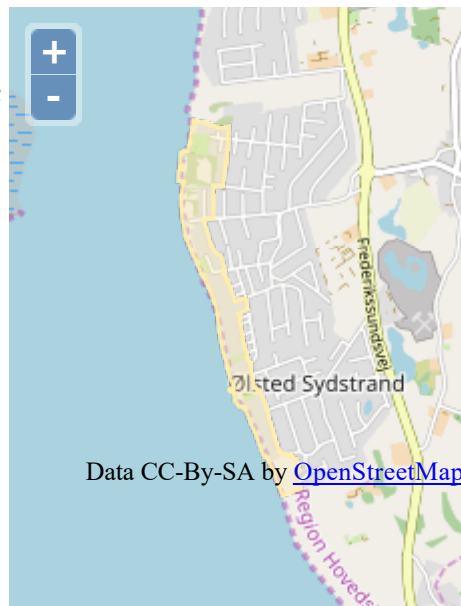 +
-
Frederikssundsvej
Ølsted Sydstrand
Data CC-By-SA by OpenStreetMap
Region Hoveds